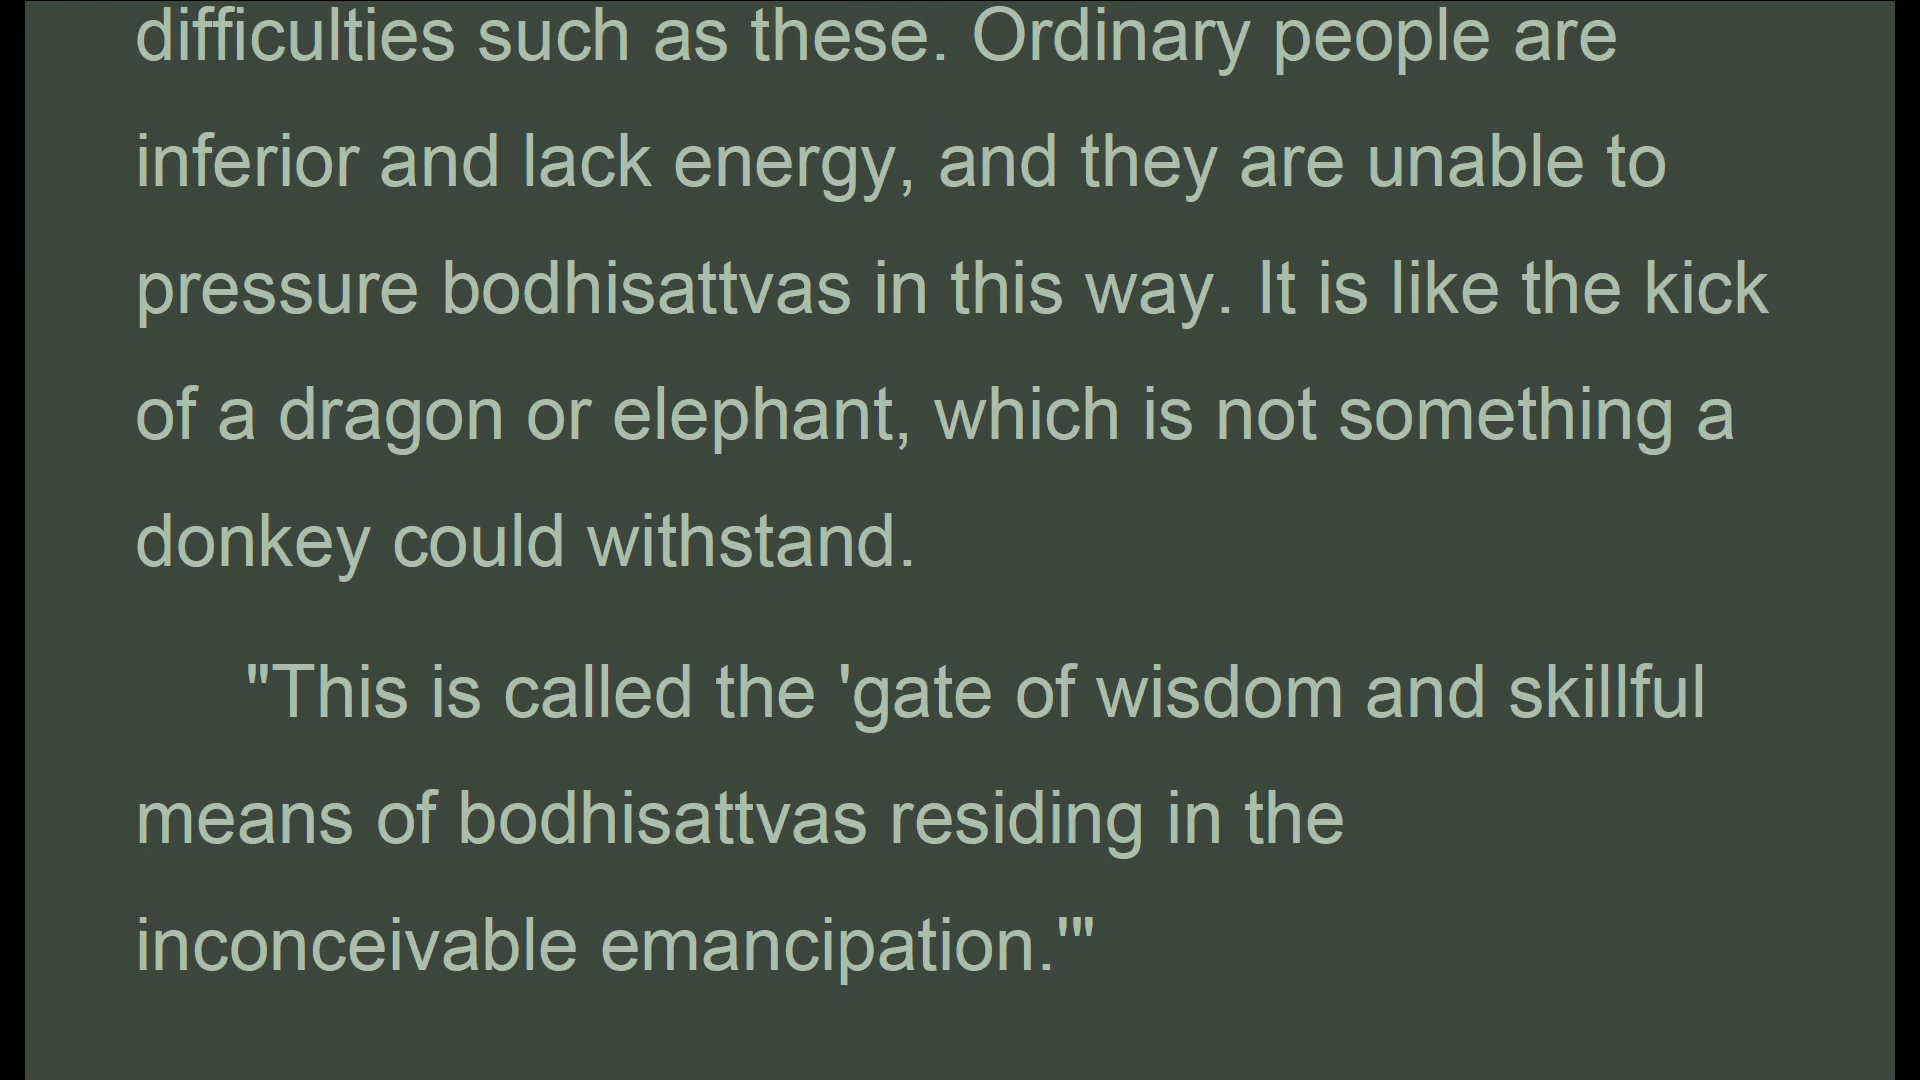 difficulties such as these. Ordinary people are
inferior and lack energy, and they are unable to
pressure bodhisattvas in this way. It is like the kick
of a dragon or elephant, which is not something a
donkey could withstand.
"This is called the 'gate of wisdom and skillful
means of bodhisattvas residing in the
inconceivable emancipation.'"